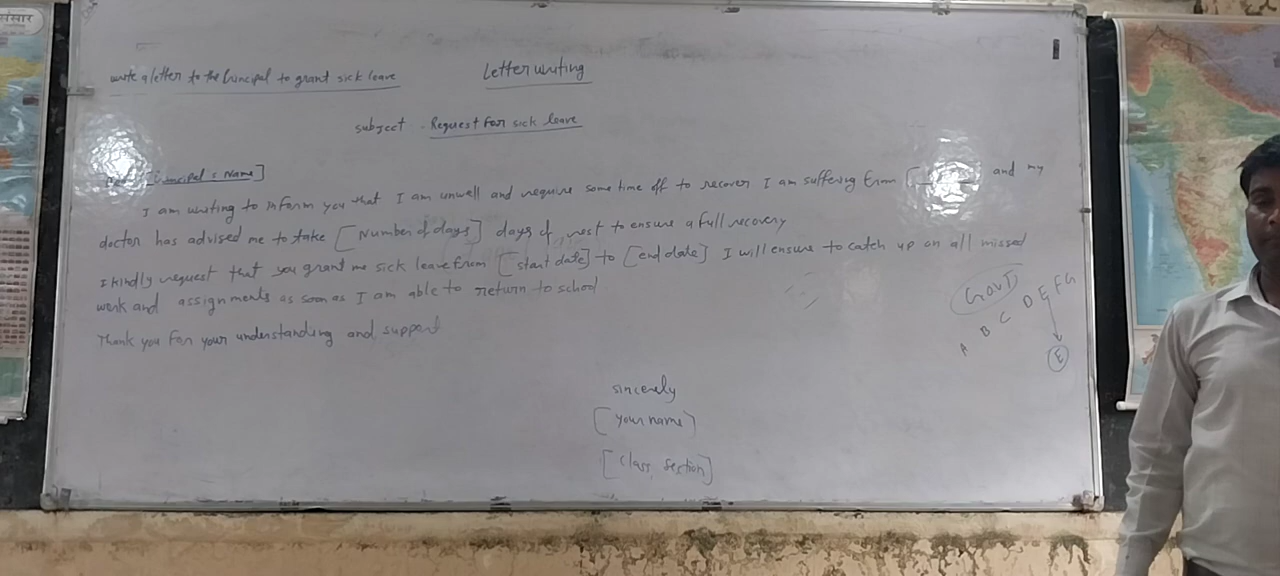 write a letter to the Principal to grant sick leave
Letter writing
subject - Request for sick leave
[Principal's Name]
I am writing to inform you that I am unwell and require some time off to recover I am suffering from [ ] and my
doctor has advised me to take [Number of days] days of rest to ensure a full recovery
I kindly request that you grant me sick leave from [start date] to [end date] I will ensure to catch up on all missed
work and assignments as soon as I am able to return to school
Thank you for your understanding and support
sincerely
[Your name]
[Class, Section]
GOUT
A B C D E F G
E
संसार